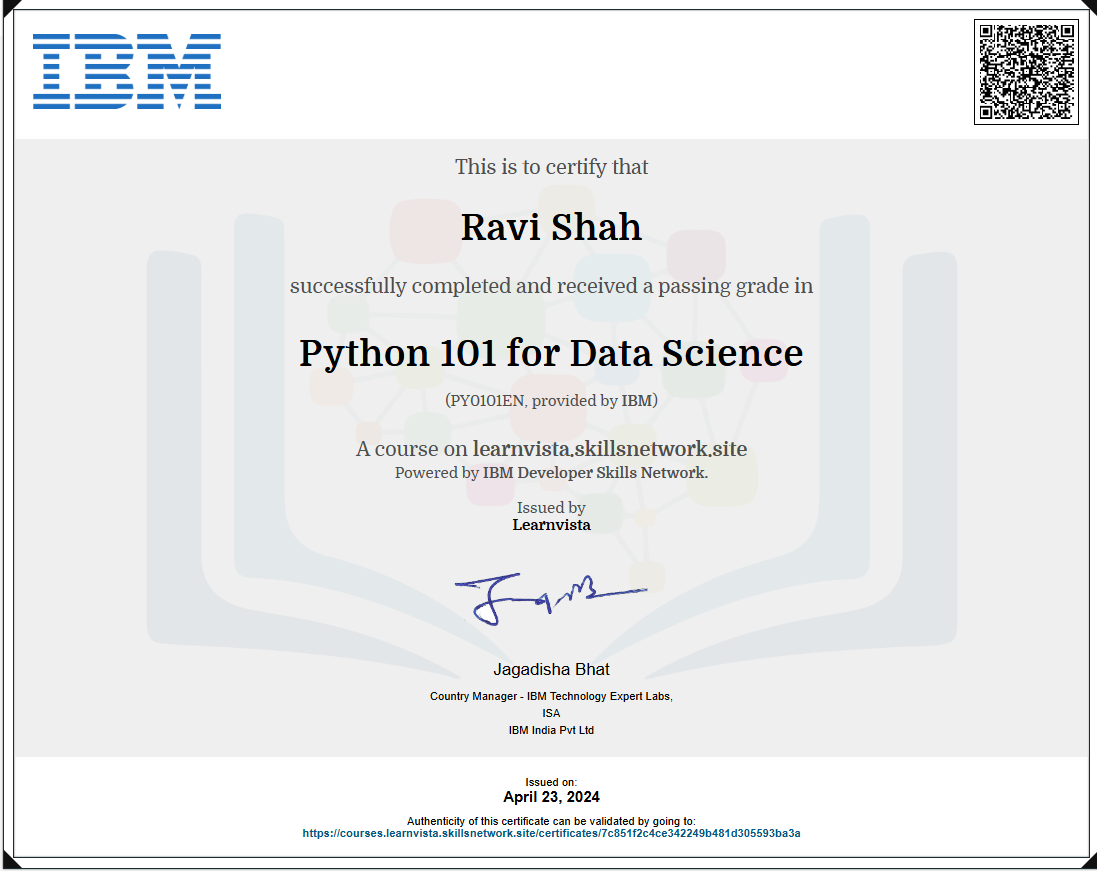 IBM
This is to certify that
Ravi Shah
successfully completed and received a passing grade in
Python 101 for Data Science
(PY0101EN, provided by IBM)
A course on learnvista.skillsnetwork.site
Powered by IBM Developer Skills Network.
Issued by
Learnvista
Jagadisha Bhat
Country Manager - IBM Technology Expert Labs,
ISA
IBM India Pvt Ltd
Issued on:
April 23, 2024
Authenticity of this certificate can be validated by going to:
https://courses.learnvista.skillsnetwork.site/certificates/7c851f2c4ce342249b481d305593ba3a